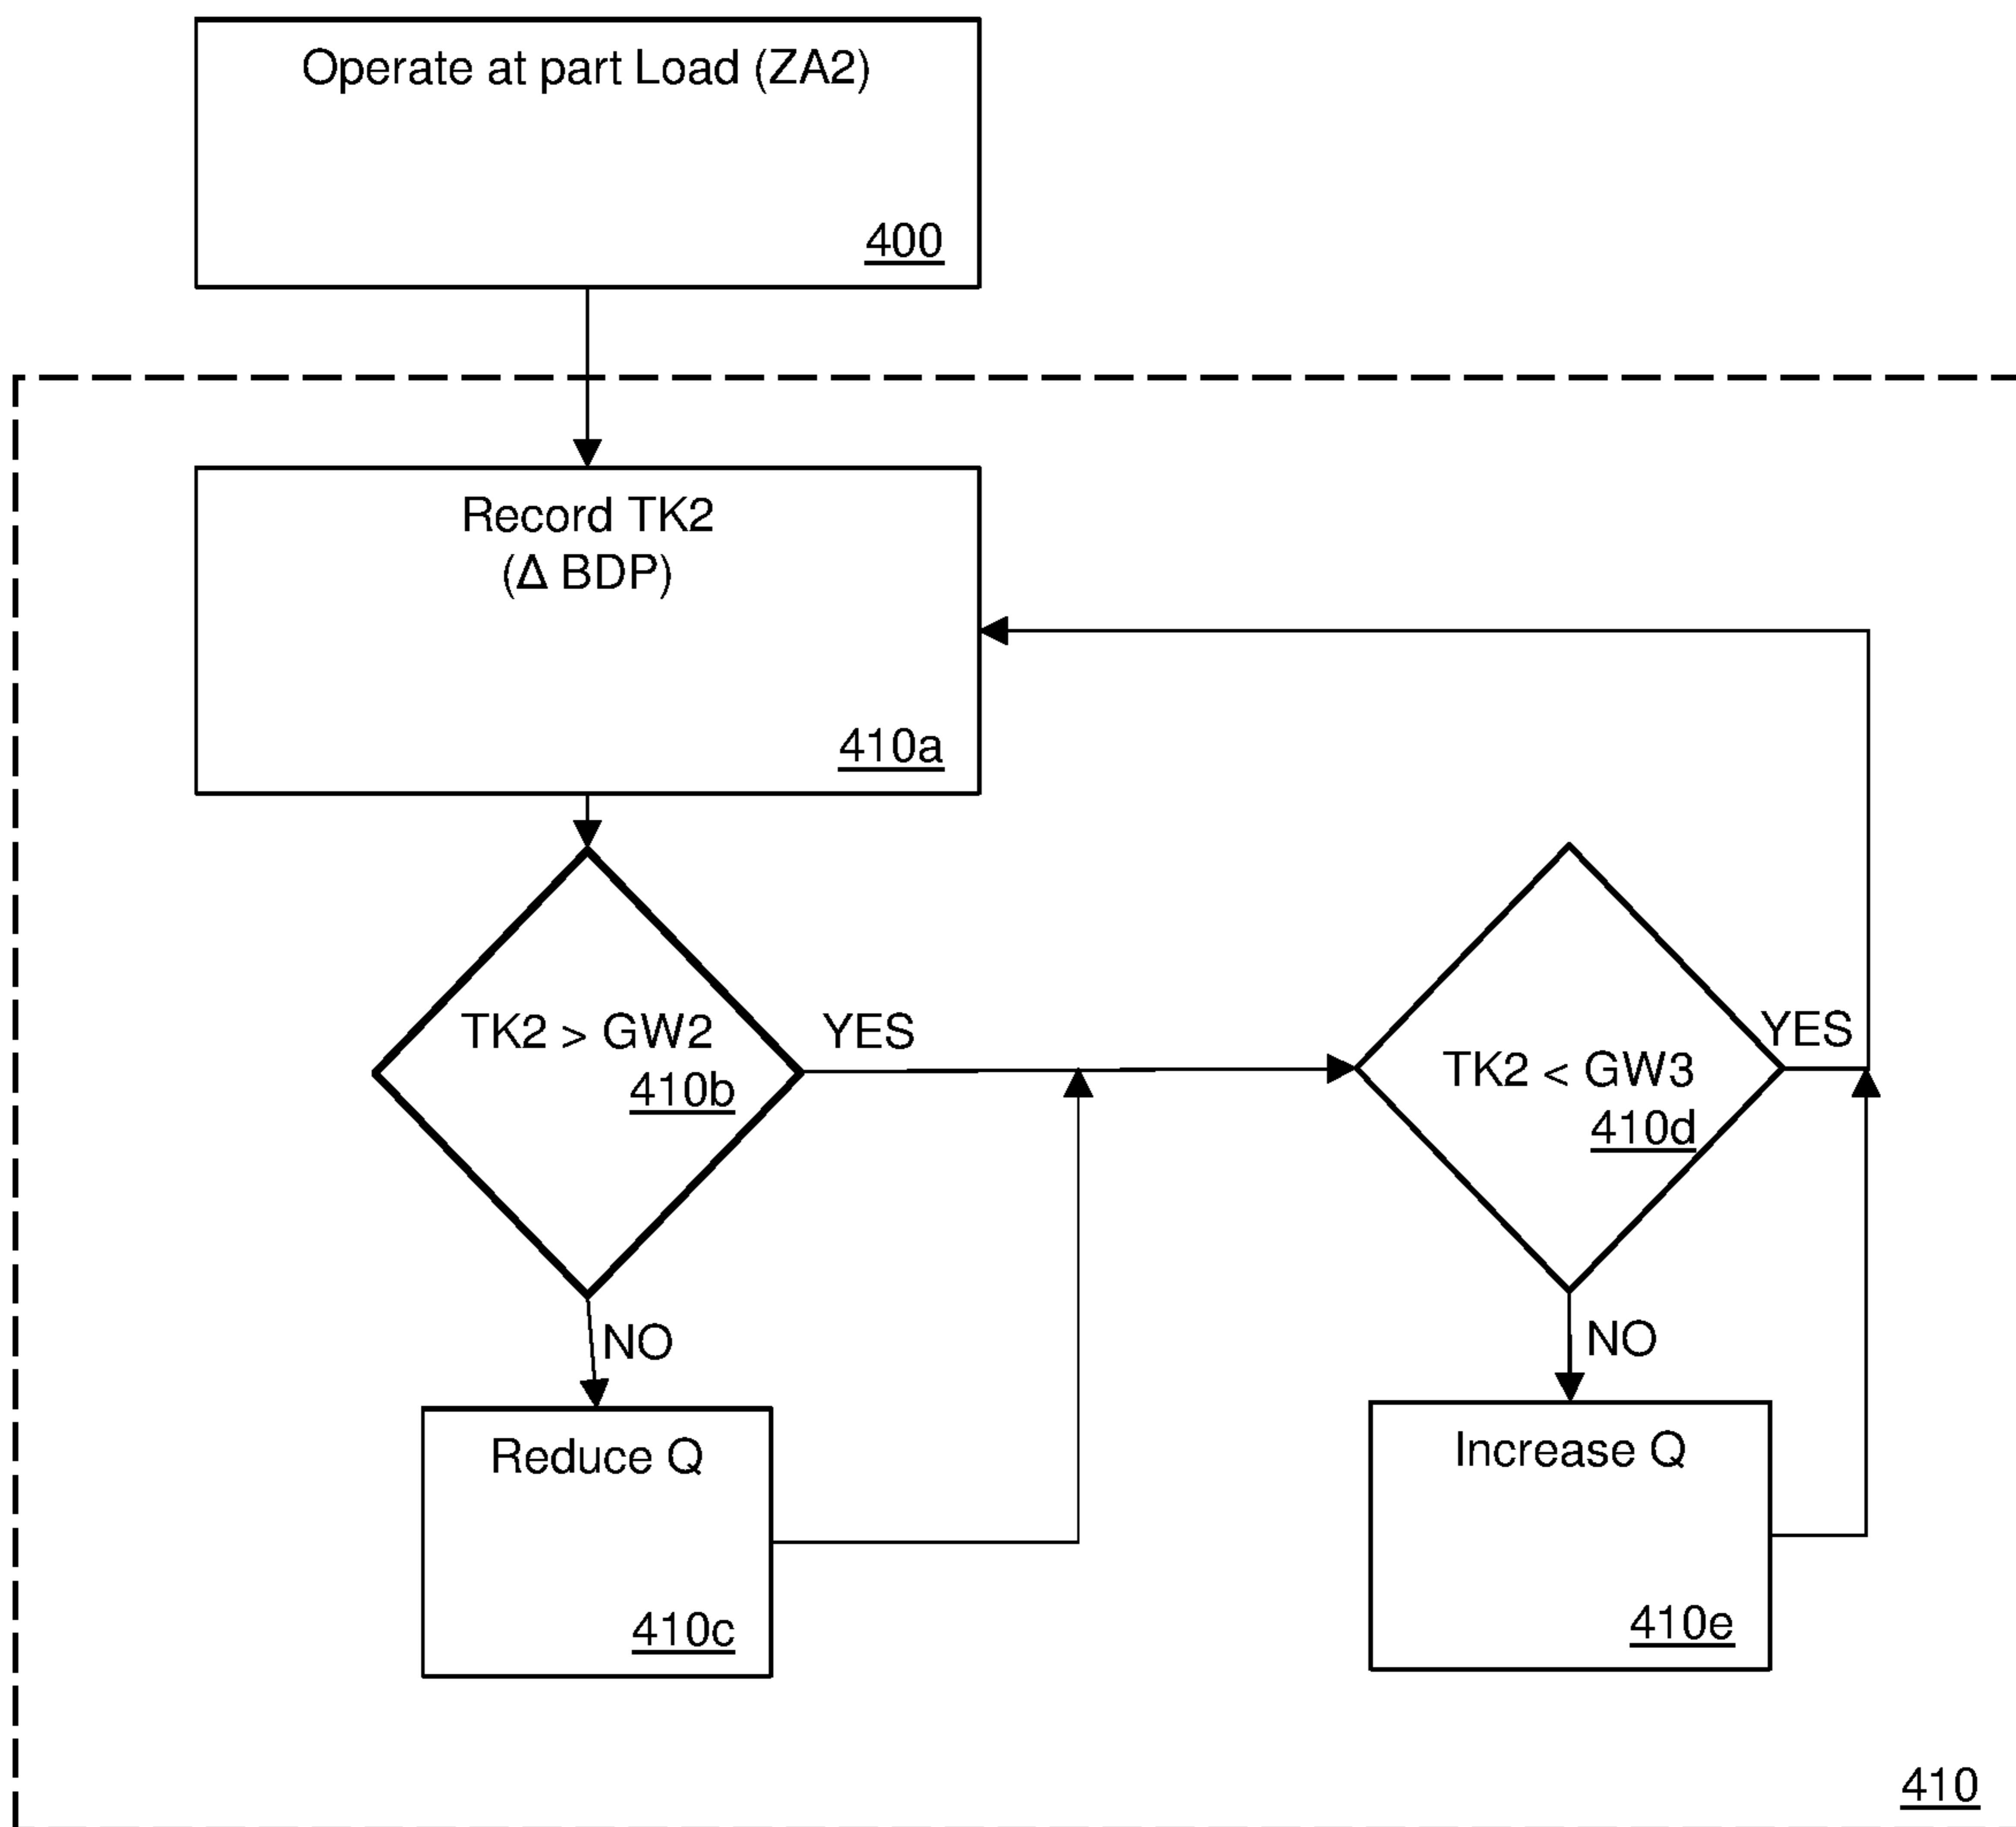 Operate at part Load (ZA2)
400
Record TK2
(Δ BDP)
410a
TK2 > GW2
410b
YES
NO
Reduce Q
410c
TK2 < GW3
410d
YES
NO
Increase Q
410e
410